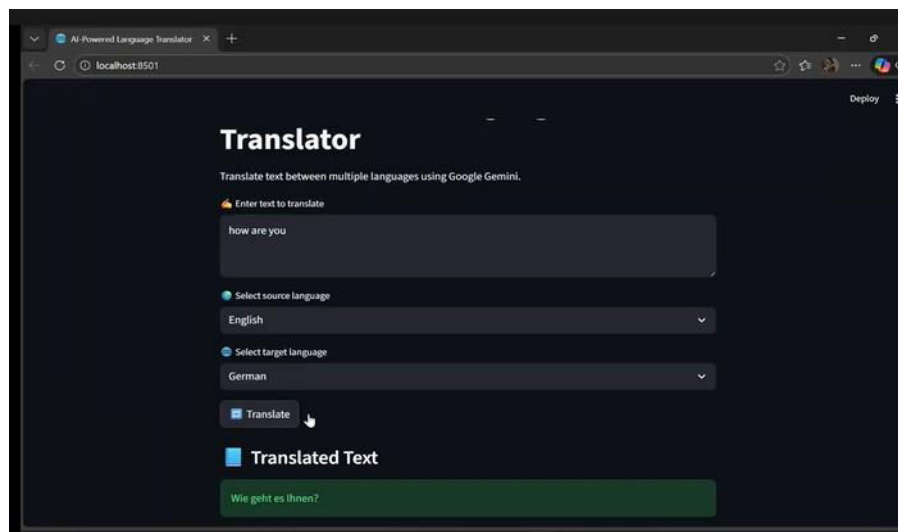 AI-Powered Language Translator
localhost:8501
Deploy
Translator
Translate text between multiple languages using Google Gemini.
Enter text to translate
how are you
Select source language
English
Select target language
German
Translate
Translated Text
Wie geht es Ihnen?